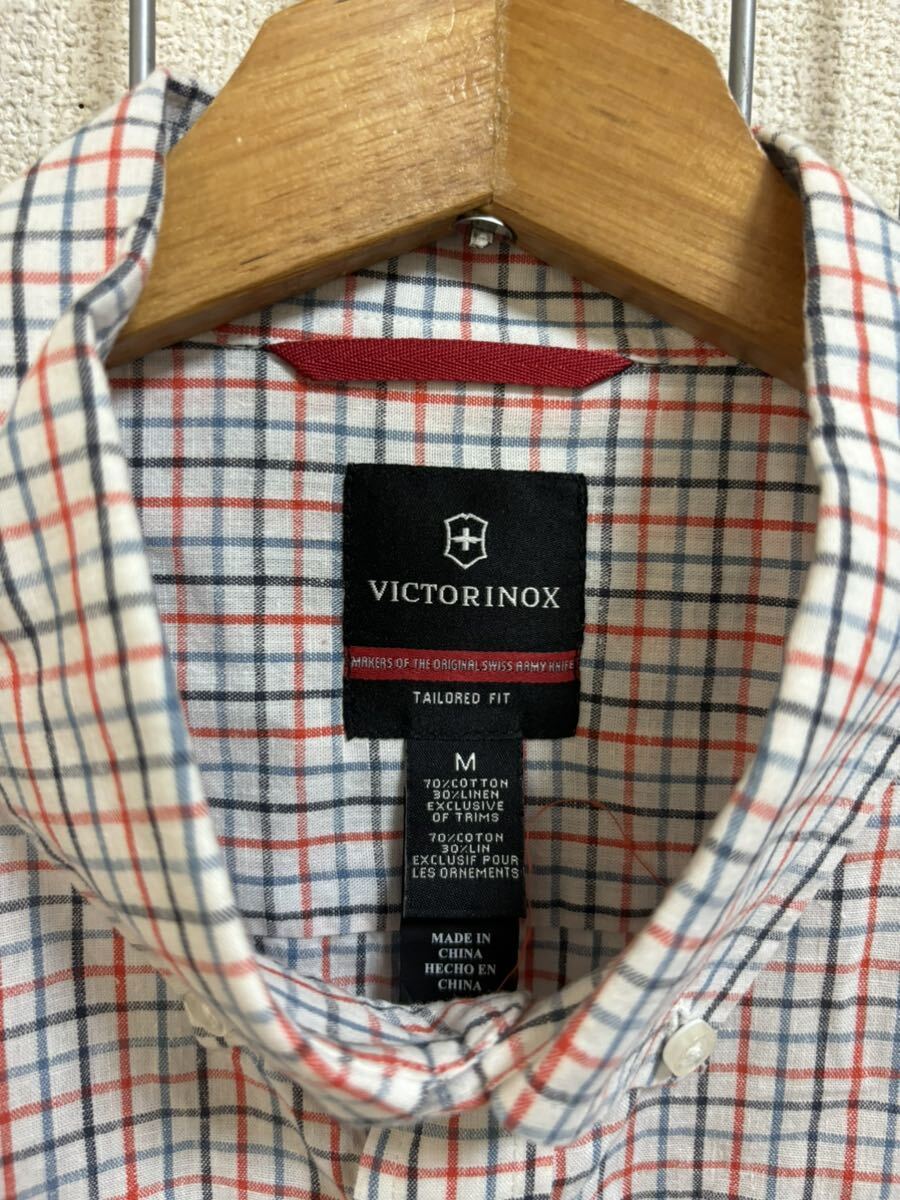 VICTORINOX
MAKERS OF THE ORIGINAL SWISS ARMY KNIFE
TAILORED FIT
M
70%COTTON
30%LINEN
EXCLUSIVE
OF TRIMS
70%COTON
30%LIN
EXCLUSIF POUR
LES ORNEMENTS
MADE IN
CHINA
HECHO EN
CHINA